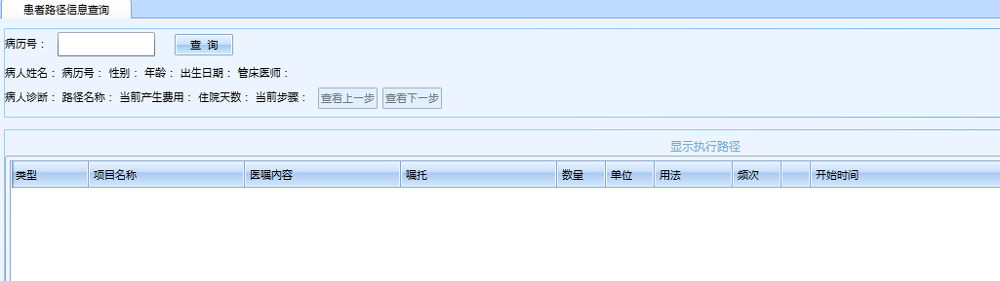 患者路径信息查询
病历号： 查 询
病人姓名： 病历号： 性别： 年龄： 出生日期： 管床医师：
病人诊断： 路径名称： 当前产生费用： 住院天数： 当前步骤： 查看上一步 查看下一步
显示执行路径
类型 项目名称 医嘱内容 嘱托 数量 单位 用法 频次 开始时间